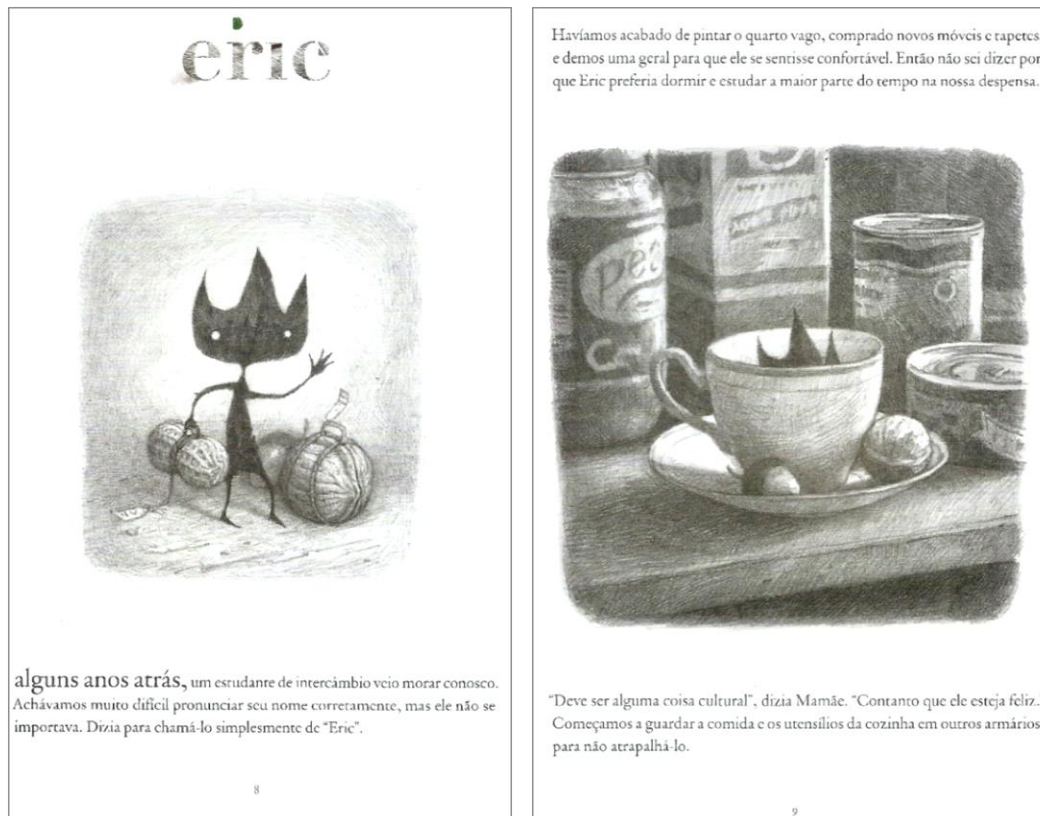 eric
alguns anos atrás, um estudante de intercâmbio veio morar conosco.
Achávamos muito difícil pronunciar seu nome corretamente, mas ele não se
importava. Dizia para chamá-lo simplesmente de “Eric”.
8
Havíamos acabado de pintar o quarto vago, comprado novos móveis e tapetes
e demos uma geral para que ele se sentisse confortável. Então não sei dizer por
que Eric preferia dormir e estudar a maior parte do tempo na nossa despensa.
“Deve ser alguma coisa cultural”, dizia Mamãe. “Contanto que ele esteja feliz.
Começamos a guardar a comida e os utensílios da cozinha em outros armários
para não atrapalhá-lo.
9